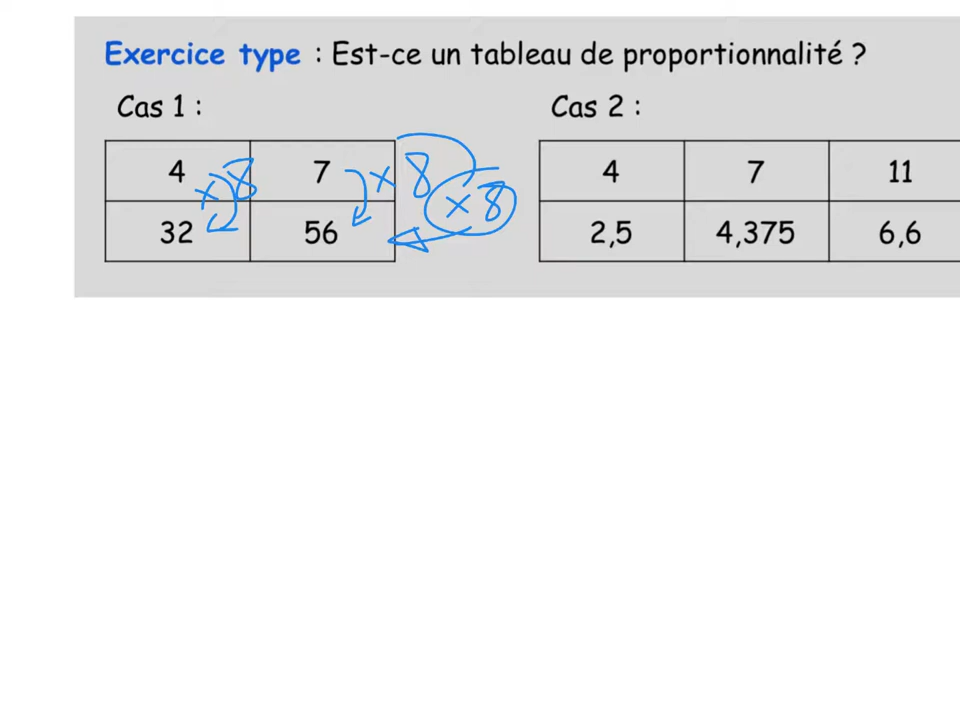 Exercice type : Est-ce un tableau de proportionnalité ?
Cas 1 :
4 7
32 56
×8
×8
×8
Cas 2 :
4 7 11
2,5 4,375 6,6